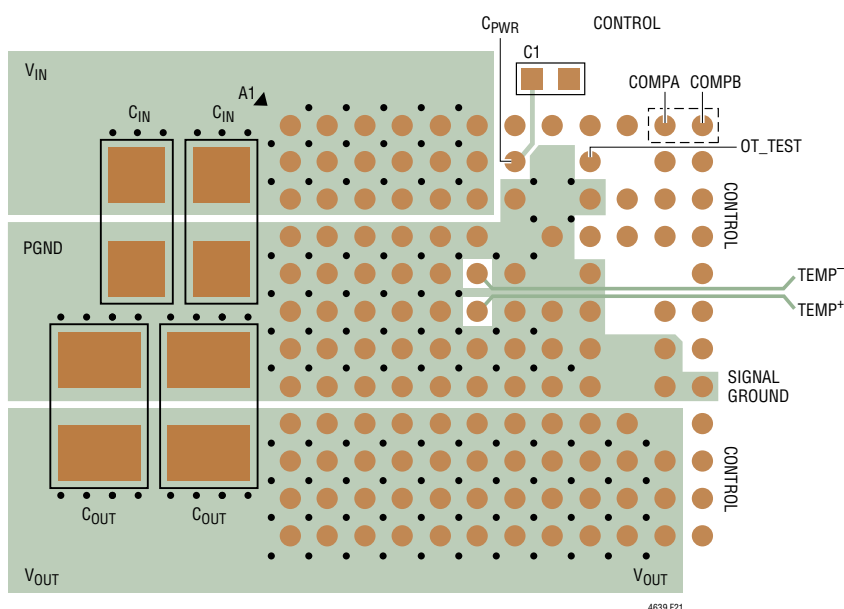 CPWR
CONTROL
VIN
C1
A1
CIN
CIN
COMPA
COMPB
OT_TEST
CONTROL
PGND
TEMP–
TEMP+
SIGNAL
GROUND
CONTROL
COUT
COUT
VOUT
VOUT
4639 F21